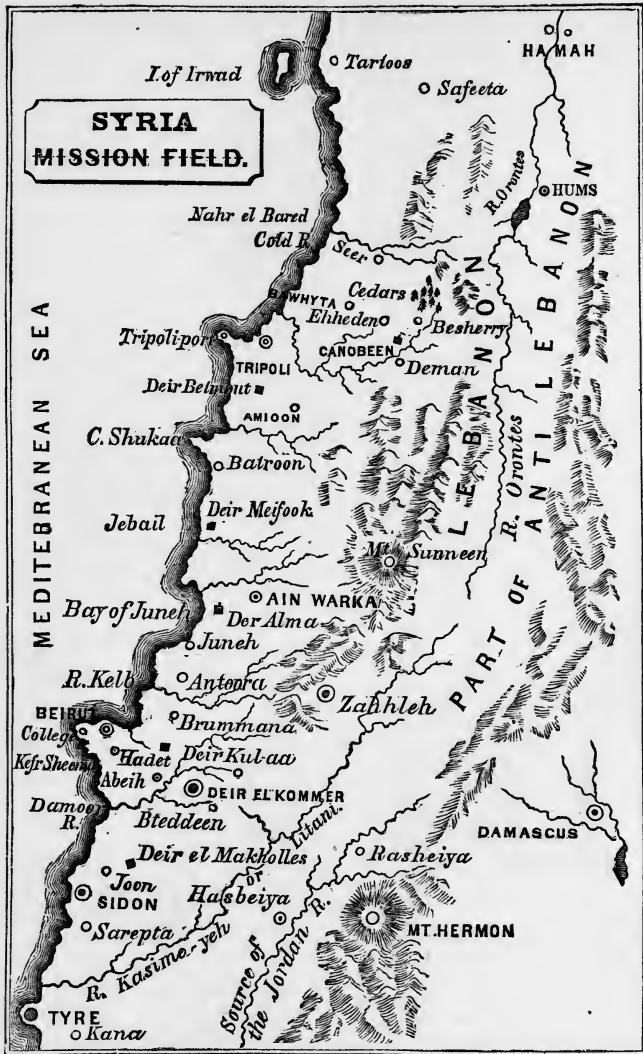 HAMAH
I. of Irwad
Tartoos
Safeeta
SYRIA
MISSION FIELD.
R. Orontes
HUMS
Nahr el Bared
Cold R.
Seer
BAWHYTA
Cedars
Ehheden
Besherry
Tripoli port
TRIPOLI
CANOBEEN
Deman
Deir Belmont
AMIOON
C. Shukaa
Batroon
MEDITERRANEAN SEA
LEBANON
R. Orontes
PART OF ANTI LEBANON
Jebail
Deir Meifook
Mt. Sunneen
AIN WARKA
Bay of Juneh
Der Alma
Juneh
R. Kelb
Antoora
Zahhleh
BEIRUT
College
Brummana
Kefr Sheema
Hadet
Deir Kulaa
Abeih
DEIR EL KOMMER
Damoor
R.
Bteddeen
DAMASCUS
Deir el Makholles
Rasheiya
Joon
SIDON
Hasbeiya
Sarepta
MT. HERMON
R. Kasimeeyeh or Litani.
Source of
the Jordan R.
TYRE
Kana